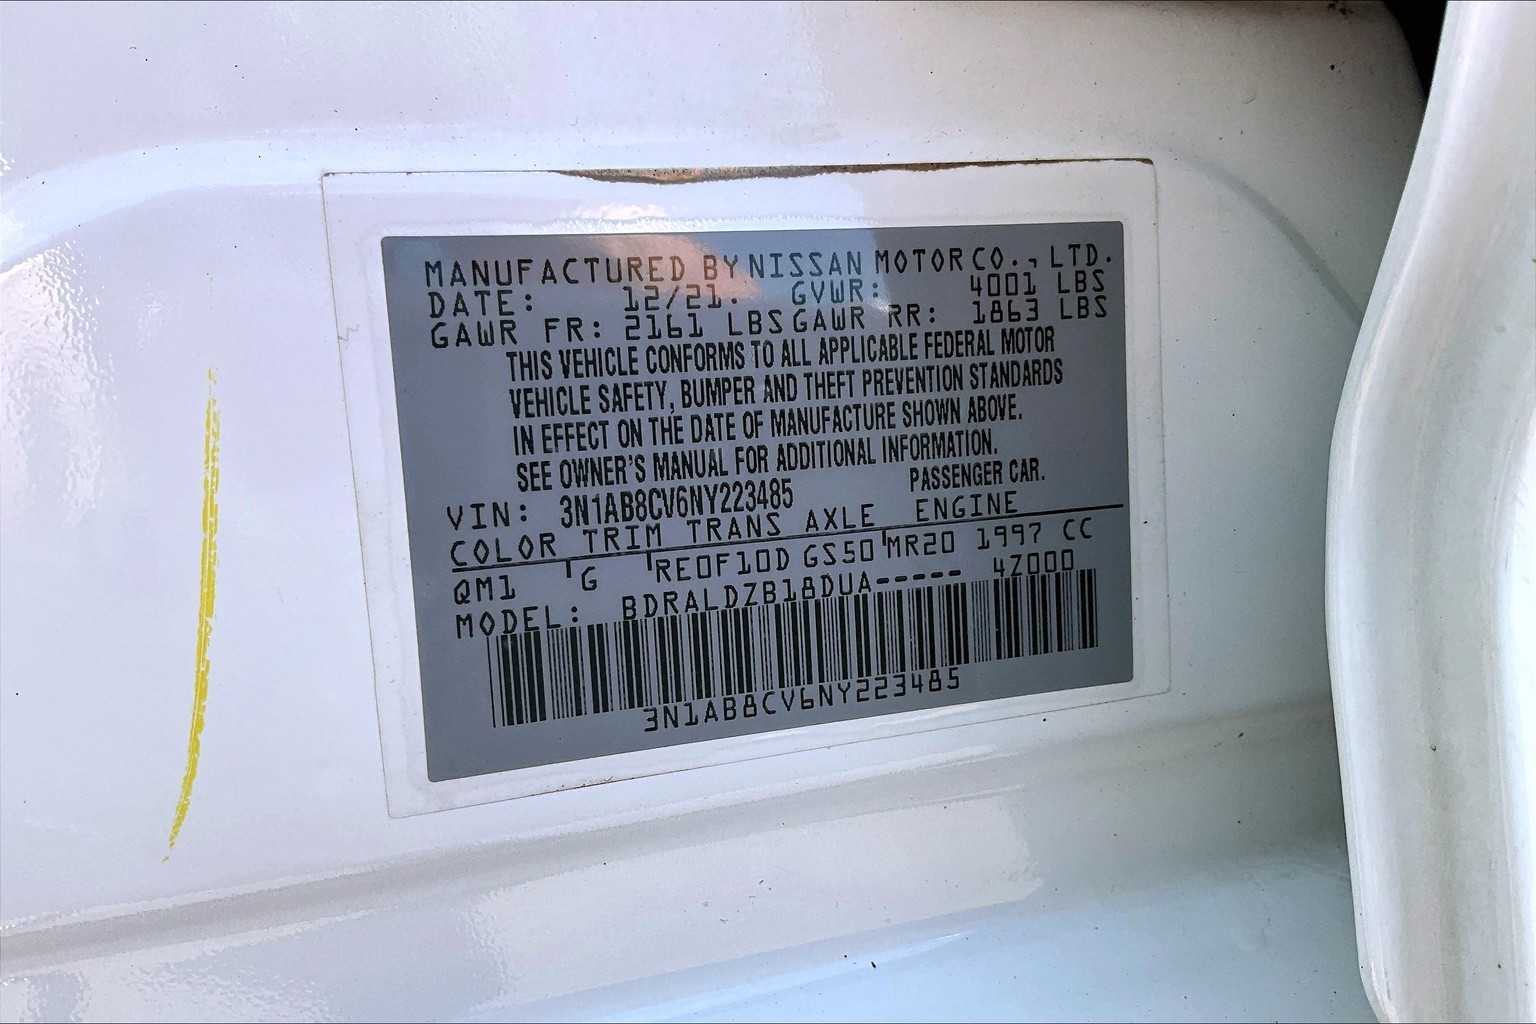 MANUFACTURED BY NISSAN MOTOR CO., LTD.
DATE: 12/21. GVWR: 4001 LBS
GAWR FR: 2161 LBS GAWR RR: 1863 LBS
THIS VEHICLE CONFORMS TO ALL APPLICABLE FEDERAL MOTOR
VEHICLE SAFETY, BUMPER AND THEFT PREVENTION STANDARDS
IN EFFECT ON THE DATE OF MANUFACTURE SHOWN ABOVE.
SEE OWNER'S MANUAL FOR ADDITIONAL INFORMATION.
VIN: 3N1AB8CV6NY223485 PASSENGER CAR.
COLOR TRIM TRANS AXLE ENGINE
QM1 G RE0F10D GS50 MR20 1997 CC
MODEL: BDRALDZB18DUA----- 4Z000
3N1AB8CV6NY223485